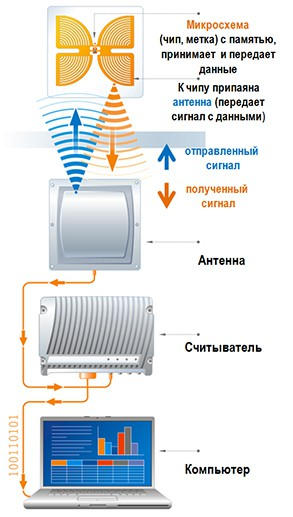 Микросхема
(чип, метка) с памятью,
принимает и передает
данные
К чипу припаяна
антенна (передает
сигнал с данными)
отправленный
сигнал
полученный
сигнал
Антенна
Считыватель
100110101
Компьютер